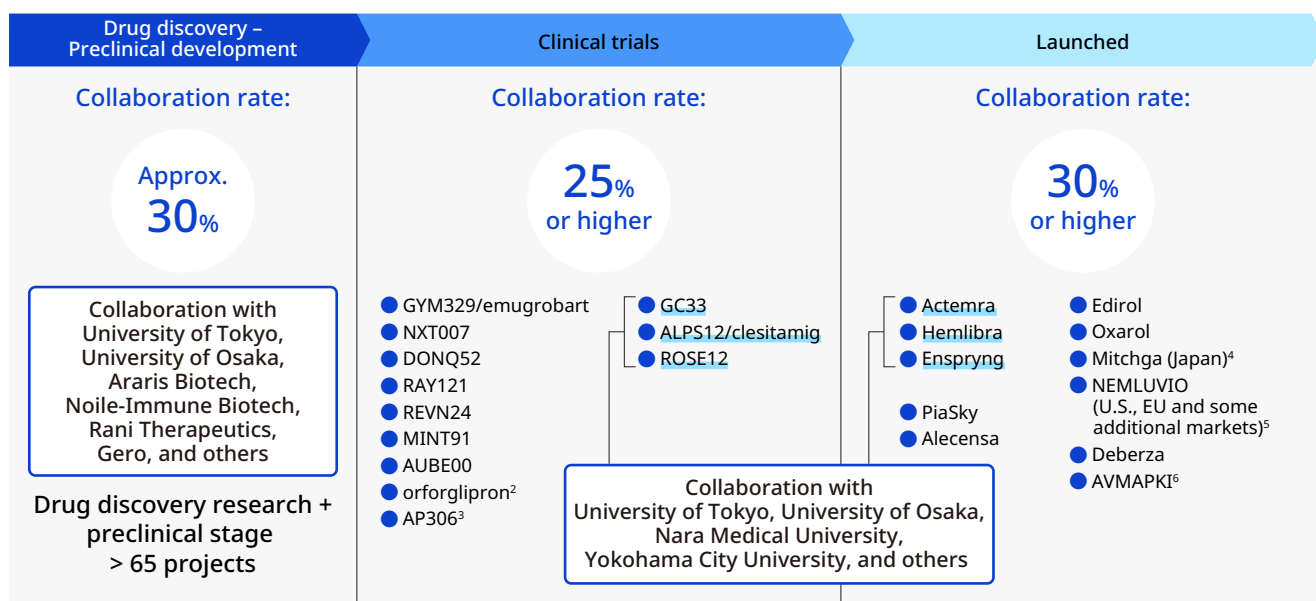 Drug discovery –
Preclinical development
Clinical trials
Launched
Collaboration rate:
Approx.
30%
Collaboration with
University of Tokyo,
University of Osaka,
Araris Biotech,
Noile-Immune Biotech,
Rani Therapeutics,
Gero, and others
Drug discovery research +
preclinical stage
> 65 projects
Collaboration rate:
25%
or higher
GYM329/emugrobart
NXT007
DONQ52
RAY121
REVN24
MINT91
AUBE00
orforglipron²
AP306³
GC33
ALPS12/clesitamig
ROSE12
Collaboration rate:
30%
or higher
Actemra
Hemlibra
Enspryng
PiaSky
Alecensa
Edirol
Oxarol
Mitchga (Japan)⁴
NEMLUVIO
(U.S., EU and some
additional markets)⁵
Deberza
AVMAPKI⁶
Collaboration with
University of Tokyo, University of Osaka,
Nara Medical University,
Yokohama City University, and others